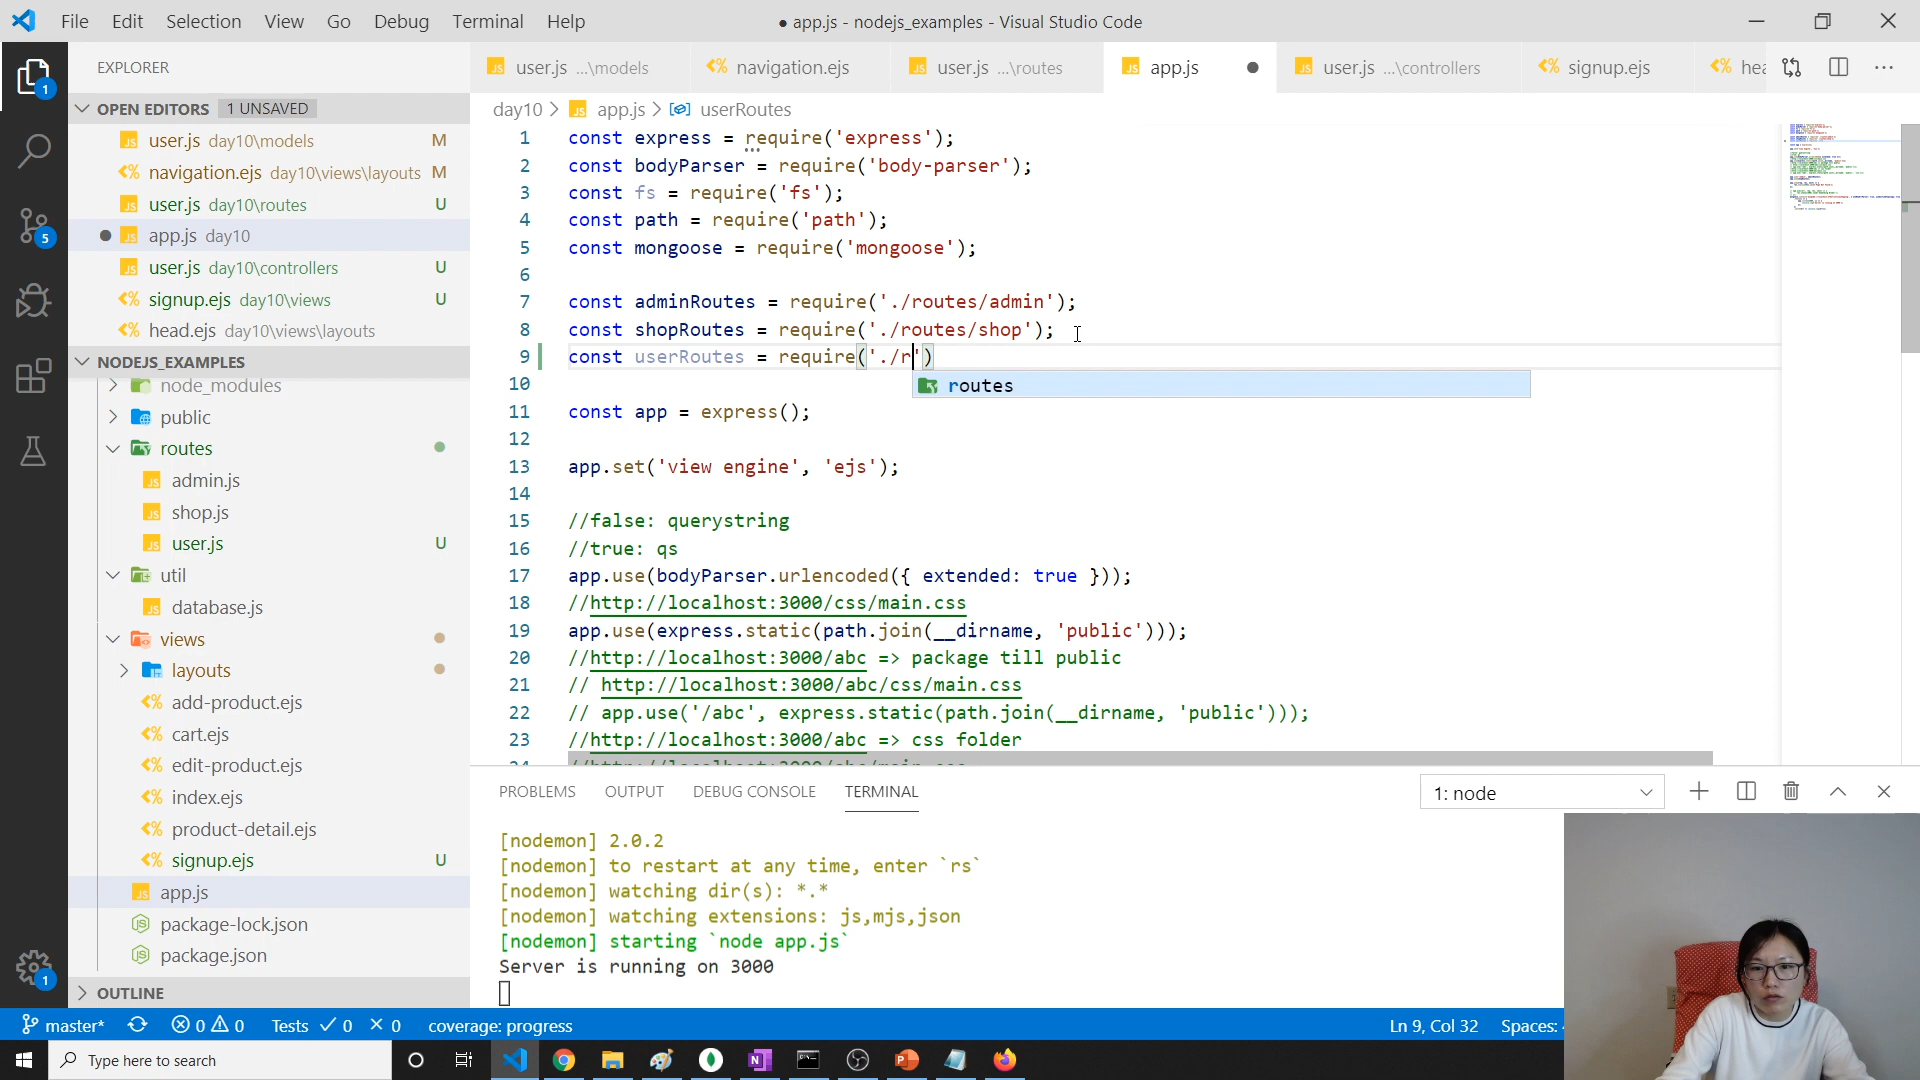 File Edit Selection View Go Debug Terminal Help
● app.js - nodejs_examples - Visual Studio Code
EXPLORER
OPEN EDITORS 1 UNSAVED
user.js day10\models M
navigation.ejs day10\views\layouts M
user.js day10\routes U
app.js day10
user.js day10\controllers U
signup.ejs day10\views U
head.ejs day10\views\layouts
NODEJS_EXAMPLES
node_modules
public
routes
admin.js
shop.js
user.js U
util
database.js
views
layouts
add-product.ejs
cart.ejs
edit-product.ejs
index.ejs
product-detail.ejs
signup.ejs U
app.js
package-lock.json
package.json
OUTLINE
user.js ...\models navigation.ejs user.js ...\routes app.js user.js ...\controllers signup.ejs hea
day10 > app.js > userRoutes
1 const express = require('express');
2 const bodyParser = require('body-parser');
3 const fs = require('fs');
4 const path = require('path');
5 const mongoose = require('mongoose');
6
7 const adminRoutes = require('./routes/admin');
8 const shopRoutes = require('./routes/shop');
9 const userRoutes = require('./r')
routes
10
11 const app = express();
12
13 app.set('view engine', 'ejs');
14
15 //false: querystring
16 //true: qs
17 app.use(bodyParser.urlencoded({ extended: true }));
18 //http://localhost:3000/css/main.css
19 app.use(express.static(path.join(__dirname, 'public')));
20 //http://localhost:3000/abc => package till public
21 // http://localhost:3000/abc/css/main.css
22 // app.use('/abc', express.static(path.join(__dirname, 'public')));
23 //http://localhost:3000/abc => css folder
PROBLEMS OUTPUT DEBUG CONSOLE TERMINAL
1: node
[nodemon] 2.0.2
[nodemon] to restart at any time, enter `rs`
[nodemon] watching dir(s): *.*
[nodemon] watching extensions: js,mjs,json
[nodemon] starting `node app.js`
Server is running on 3000
master* 0 0 Tests 0 0 coverage: progress
Ln 9, Col 32 Spaces:
Type here to search